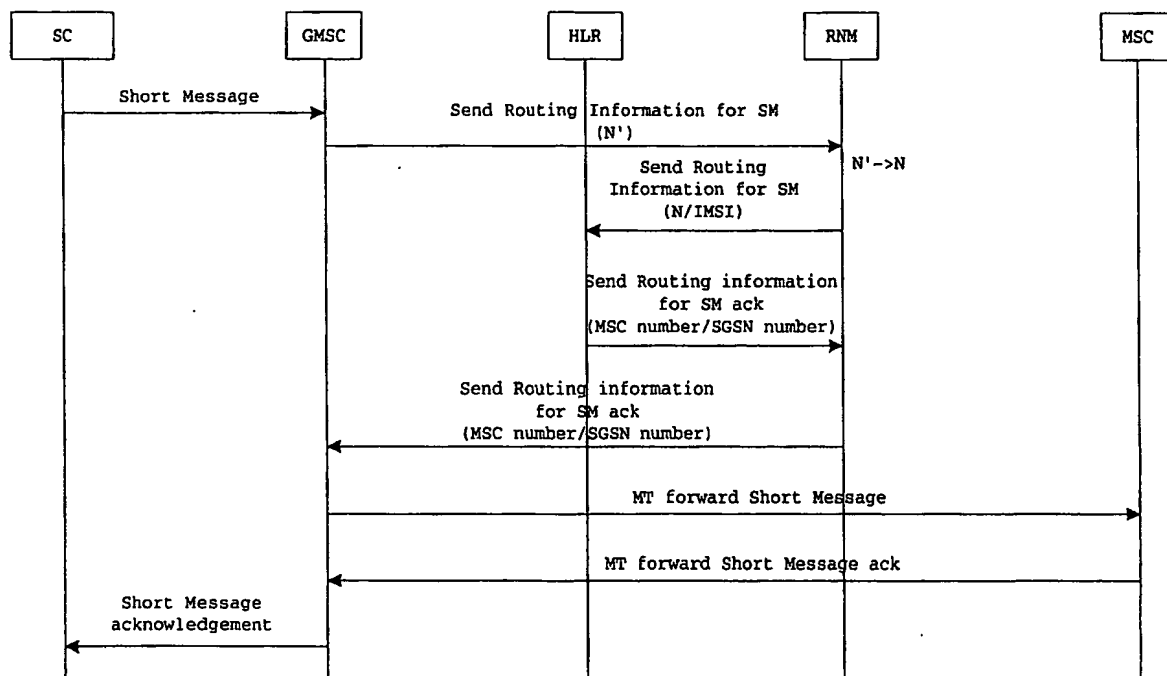 SC
GMSC
HLR
RNM
MSC
Short Message
Send Routing Information for SM
(N')
N'->N
Send Routing
Information for SM
(N/IMSI)
Send Routing information
for SM ack
(MSC number/SGSN number)
Send Routing information
for SM ack
(MSC number/SGSN number)
MT forward Short Message
MT forward Short Message ack
Short Message
acknowledgement